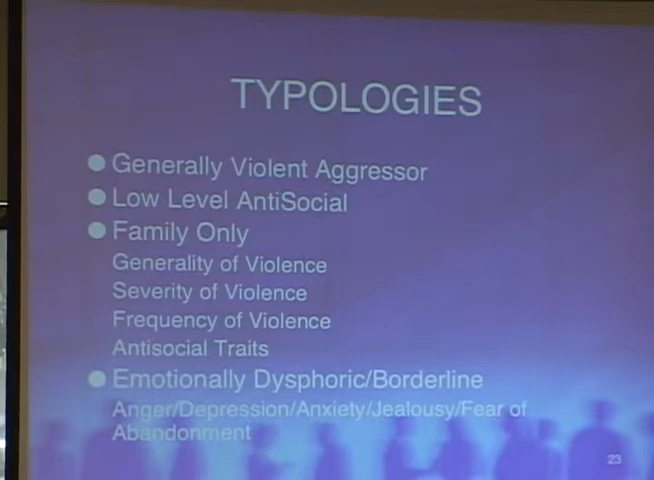 TYPOLOGIES
Generally Violent Aggressor
Low Level AntiSocial
Family Only
Generality of Violence
Severity of Violence
Frequency of Violence
Antisocial Traits
Emotionally Dysphoric/Borderline
Anger/Depression/Anxiety/Jealousy/Fear of
Abandonment
23